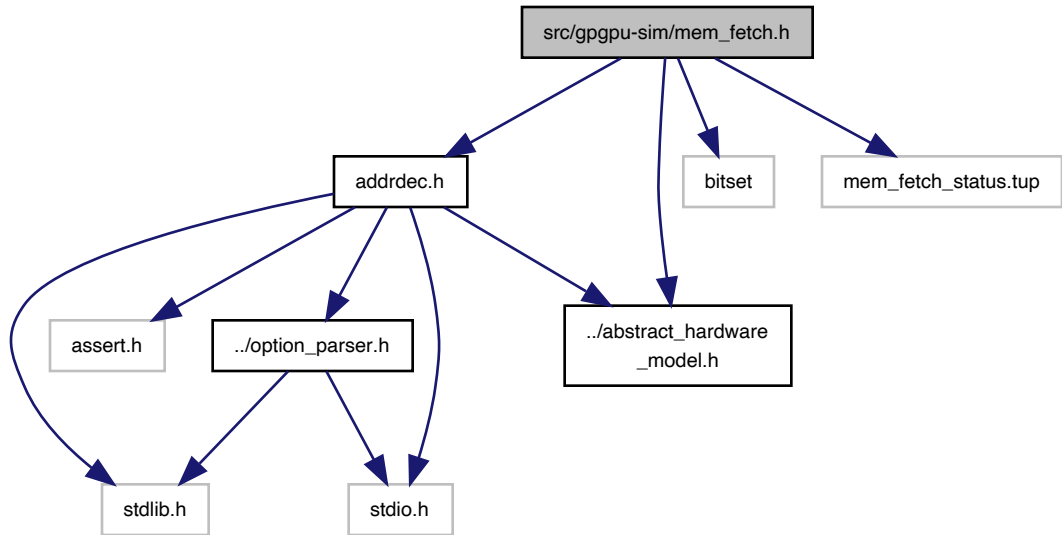 src/gpgpu-sim/mem_fetch.h
addrdec.h
bitset
mem_fetch_status.tup
assert.h
../option_parser.h
../abstract_hardware
_model.h
stdlib.h
stdio.h